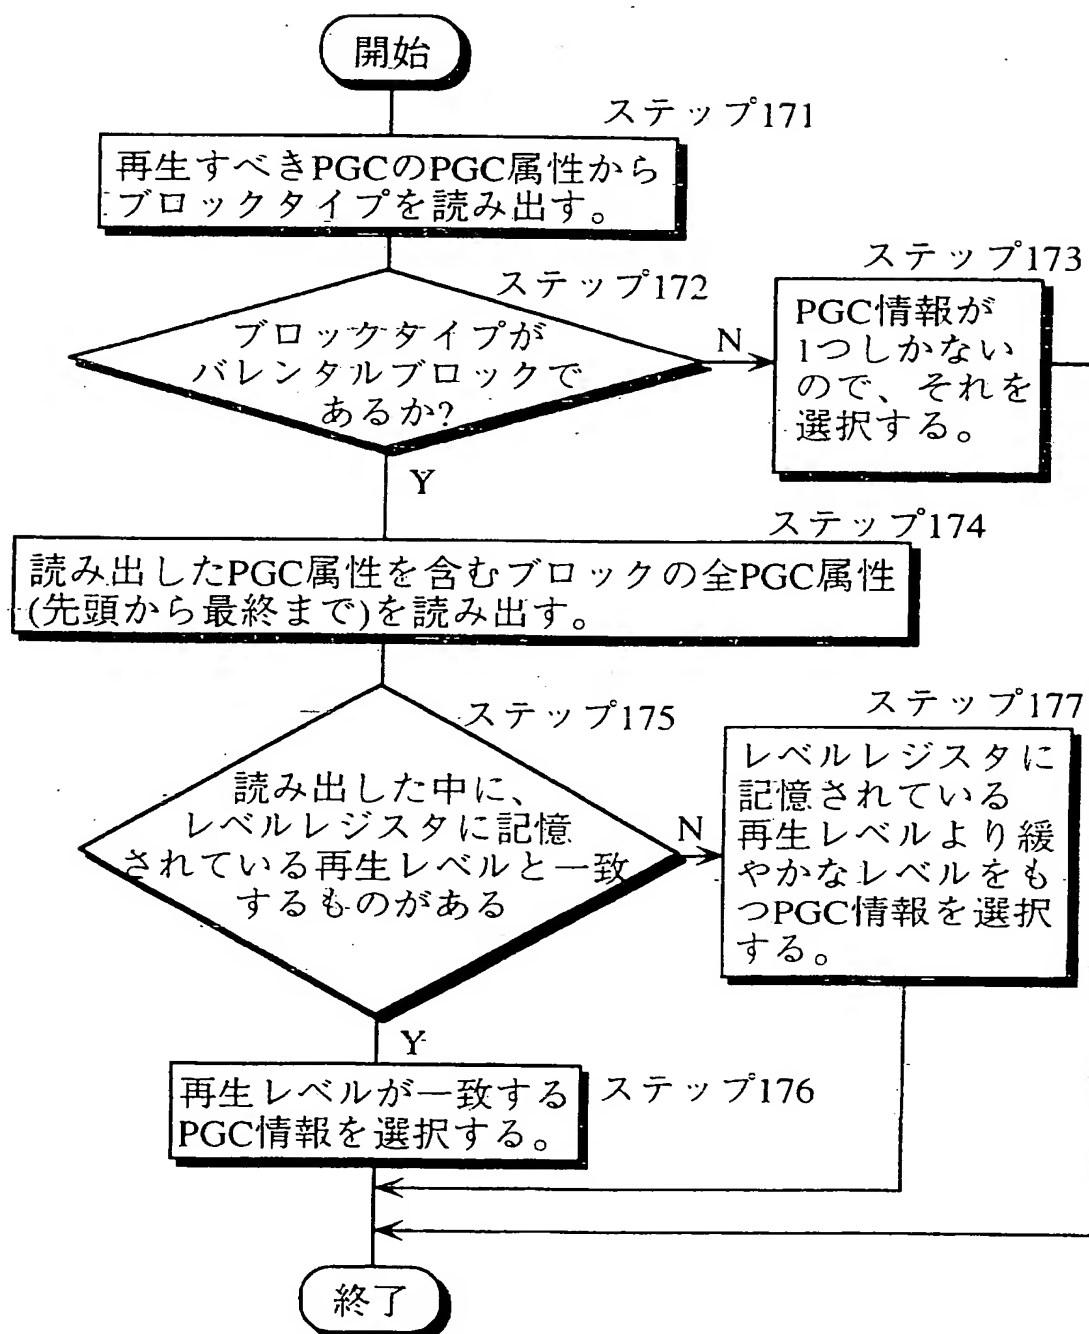 開始
ステップ171
再生すべきPGCのPGC属性から
ブロックタイプを読み出す。
ステップ172
ブロックタイプが
バレンタルブロックで
あるか?
N
Y
ステップ173
PGC情報が
1つしかない
ので、それを
選択する。
ステップ174
読み出したPGC属性を含むブロックの全PGC属性
(先頭から最終まで)を読み出す。
ステップ175
読み出した中に、
レベルレジスタに記憶
されている再生レベルと一致
するものがある
N
Y
ステップ177
レベルレジスタに
記憶されている
再生レベルより緩
やかなレベルをも
つPGC情報を選択
する。
再生レベルが一致する
PGC情報を選択する。
ステップ176
終了